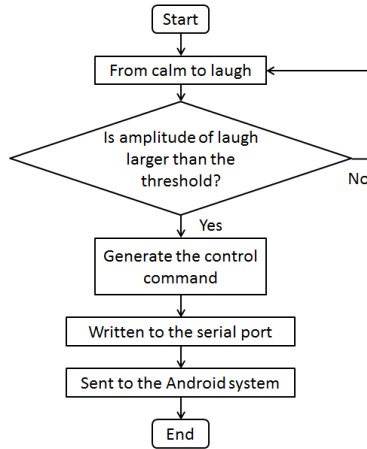 Start
From calm to laugh
Is amplitude of laugh
larger than the
threshold?
No
Yes
Generate the control
command
Written to the serial port
Sent to the Android system
End